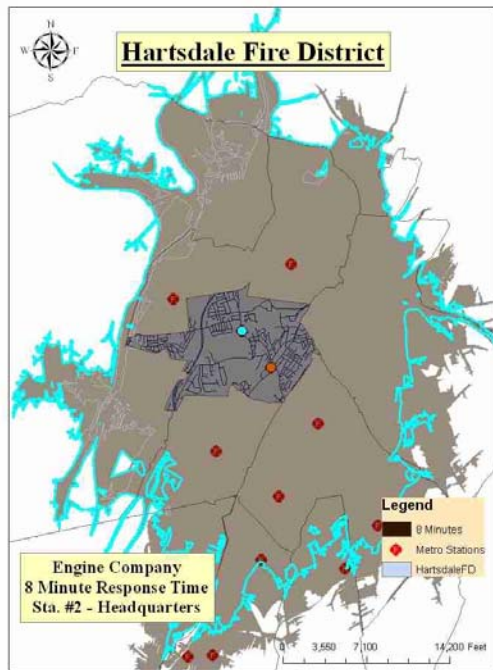 N
W
S
Hartsdale Fire District
Legend
8 Minutes
Metro Stations
HartsdaleFD
Engine Company
8 Minute Response Time
Sta. #2 - Headquarters
0 3,550 7,100 14,200 Feet